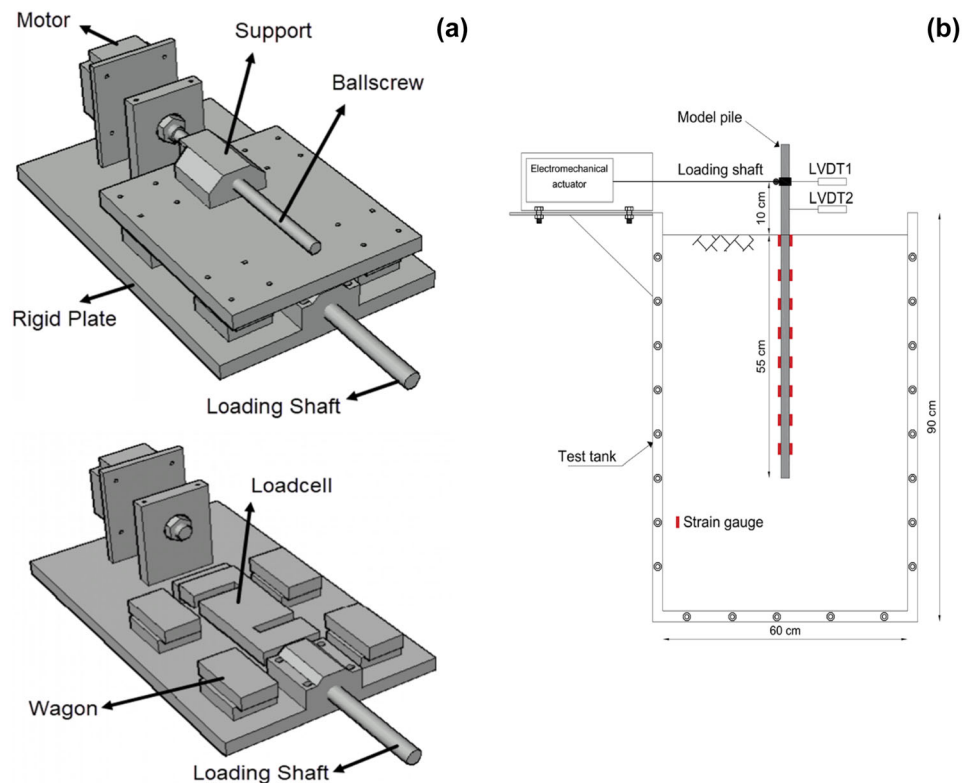 (a)
Motor
Support
Ballscrew
Rigid Plate
Loading Shaft
Loadcell
Wagon
Loading Shaft
(b)
Model pile
Electromechanical
actuator
Loading shaft
LVDT1
LVDT2
10 cm
55 cm
90 cm
Test tank
Strain gauge
60 cm